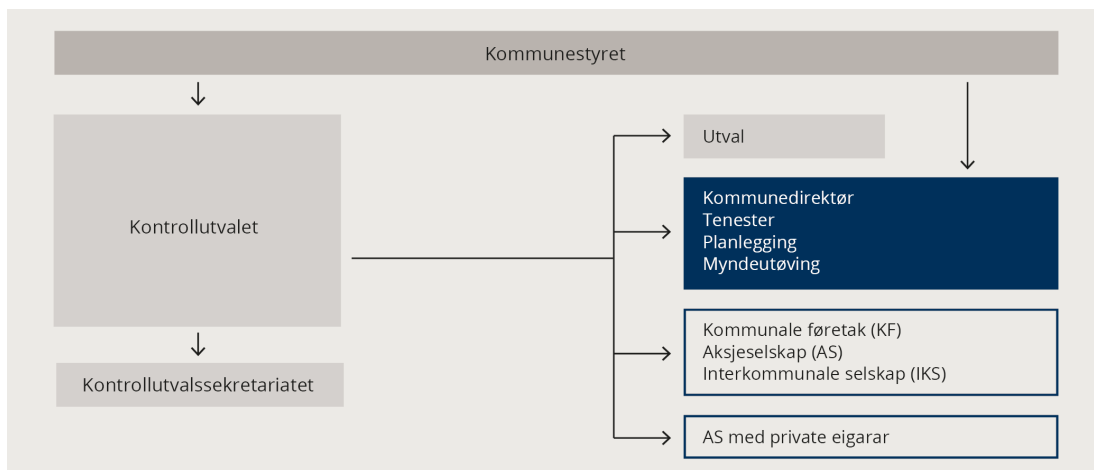 Kommunestyret
Kontrollutvalet
Kontrollutvalssekretariatet
Utval
Kommunedirektør
Tenester
Planlegging
Myndeutøving
Kommunale føretak (KF)
Aksjeselskap (AS)
Interkommunale selskap (IKS)
AS med private eigarar